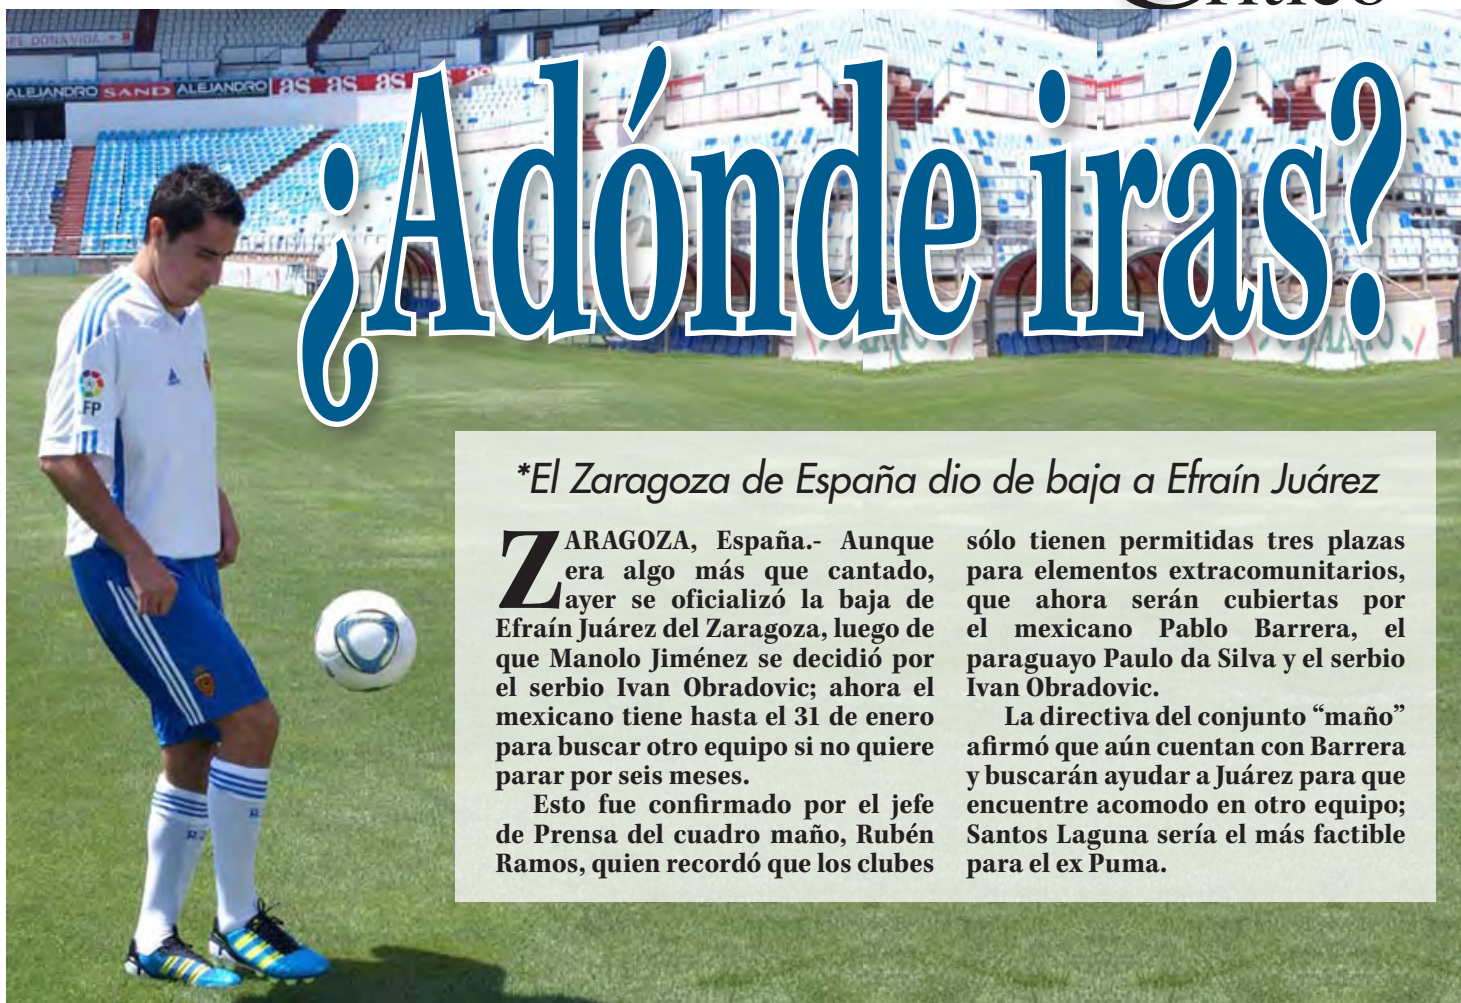 ¿Adónde irás?
ALEJANDRO SAND ALEJANDRO as as as as
FP
*El Zaragoza de España dio de baja a Efraín Juárez
ZARAGOZA, España.- Aunque
era algo más que cantado,
ayer se oficializó la baja de
Efraín Juárez del Zaragoza, luego de
que Manolo Jiménez se decidió por
el serbio Ivan Obradovic; ahora el
mexicano tiene hasta el 31 de enero
para buscar otro equipo si no quiere
parar por seis meses.
Esto fue confirmado por el jefe
de Prensa del cuadro maño, Rubén
Ramos, quien recordó que los clubes
sólo tienen permitidas tres plazas
para elementos extracomunitarios,
que ahora serán cubiertas por
el mexicano Pablo Barrera, el
paraguayo Paulo da Silva y el serbio
Ivan Obradovic.
La directiva del conjunto “maño”
afirmó que aún cuentan con Barrera
y buscarán ayudar a Juárez para que
encuentre acomodo en otro equipo;
Santos Laguna sería el más factible
para el ex Puma.